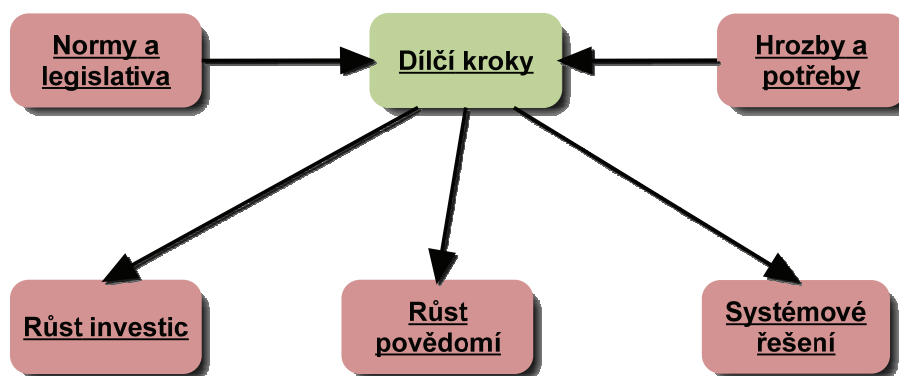 Normy a
legislativa
Dílčí kroky
Hrozby a
potřeby
Růst investic
Růst
povědomí
Systémové
řešení